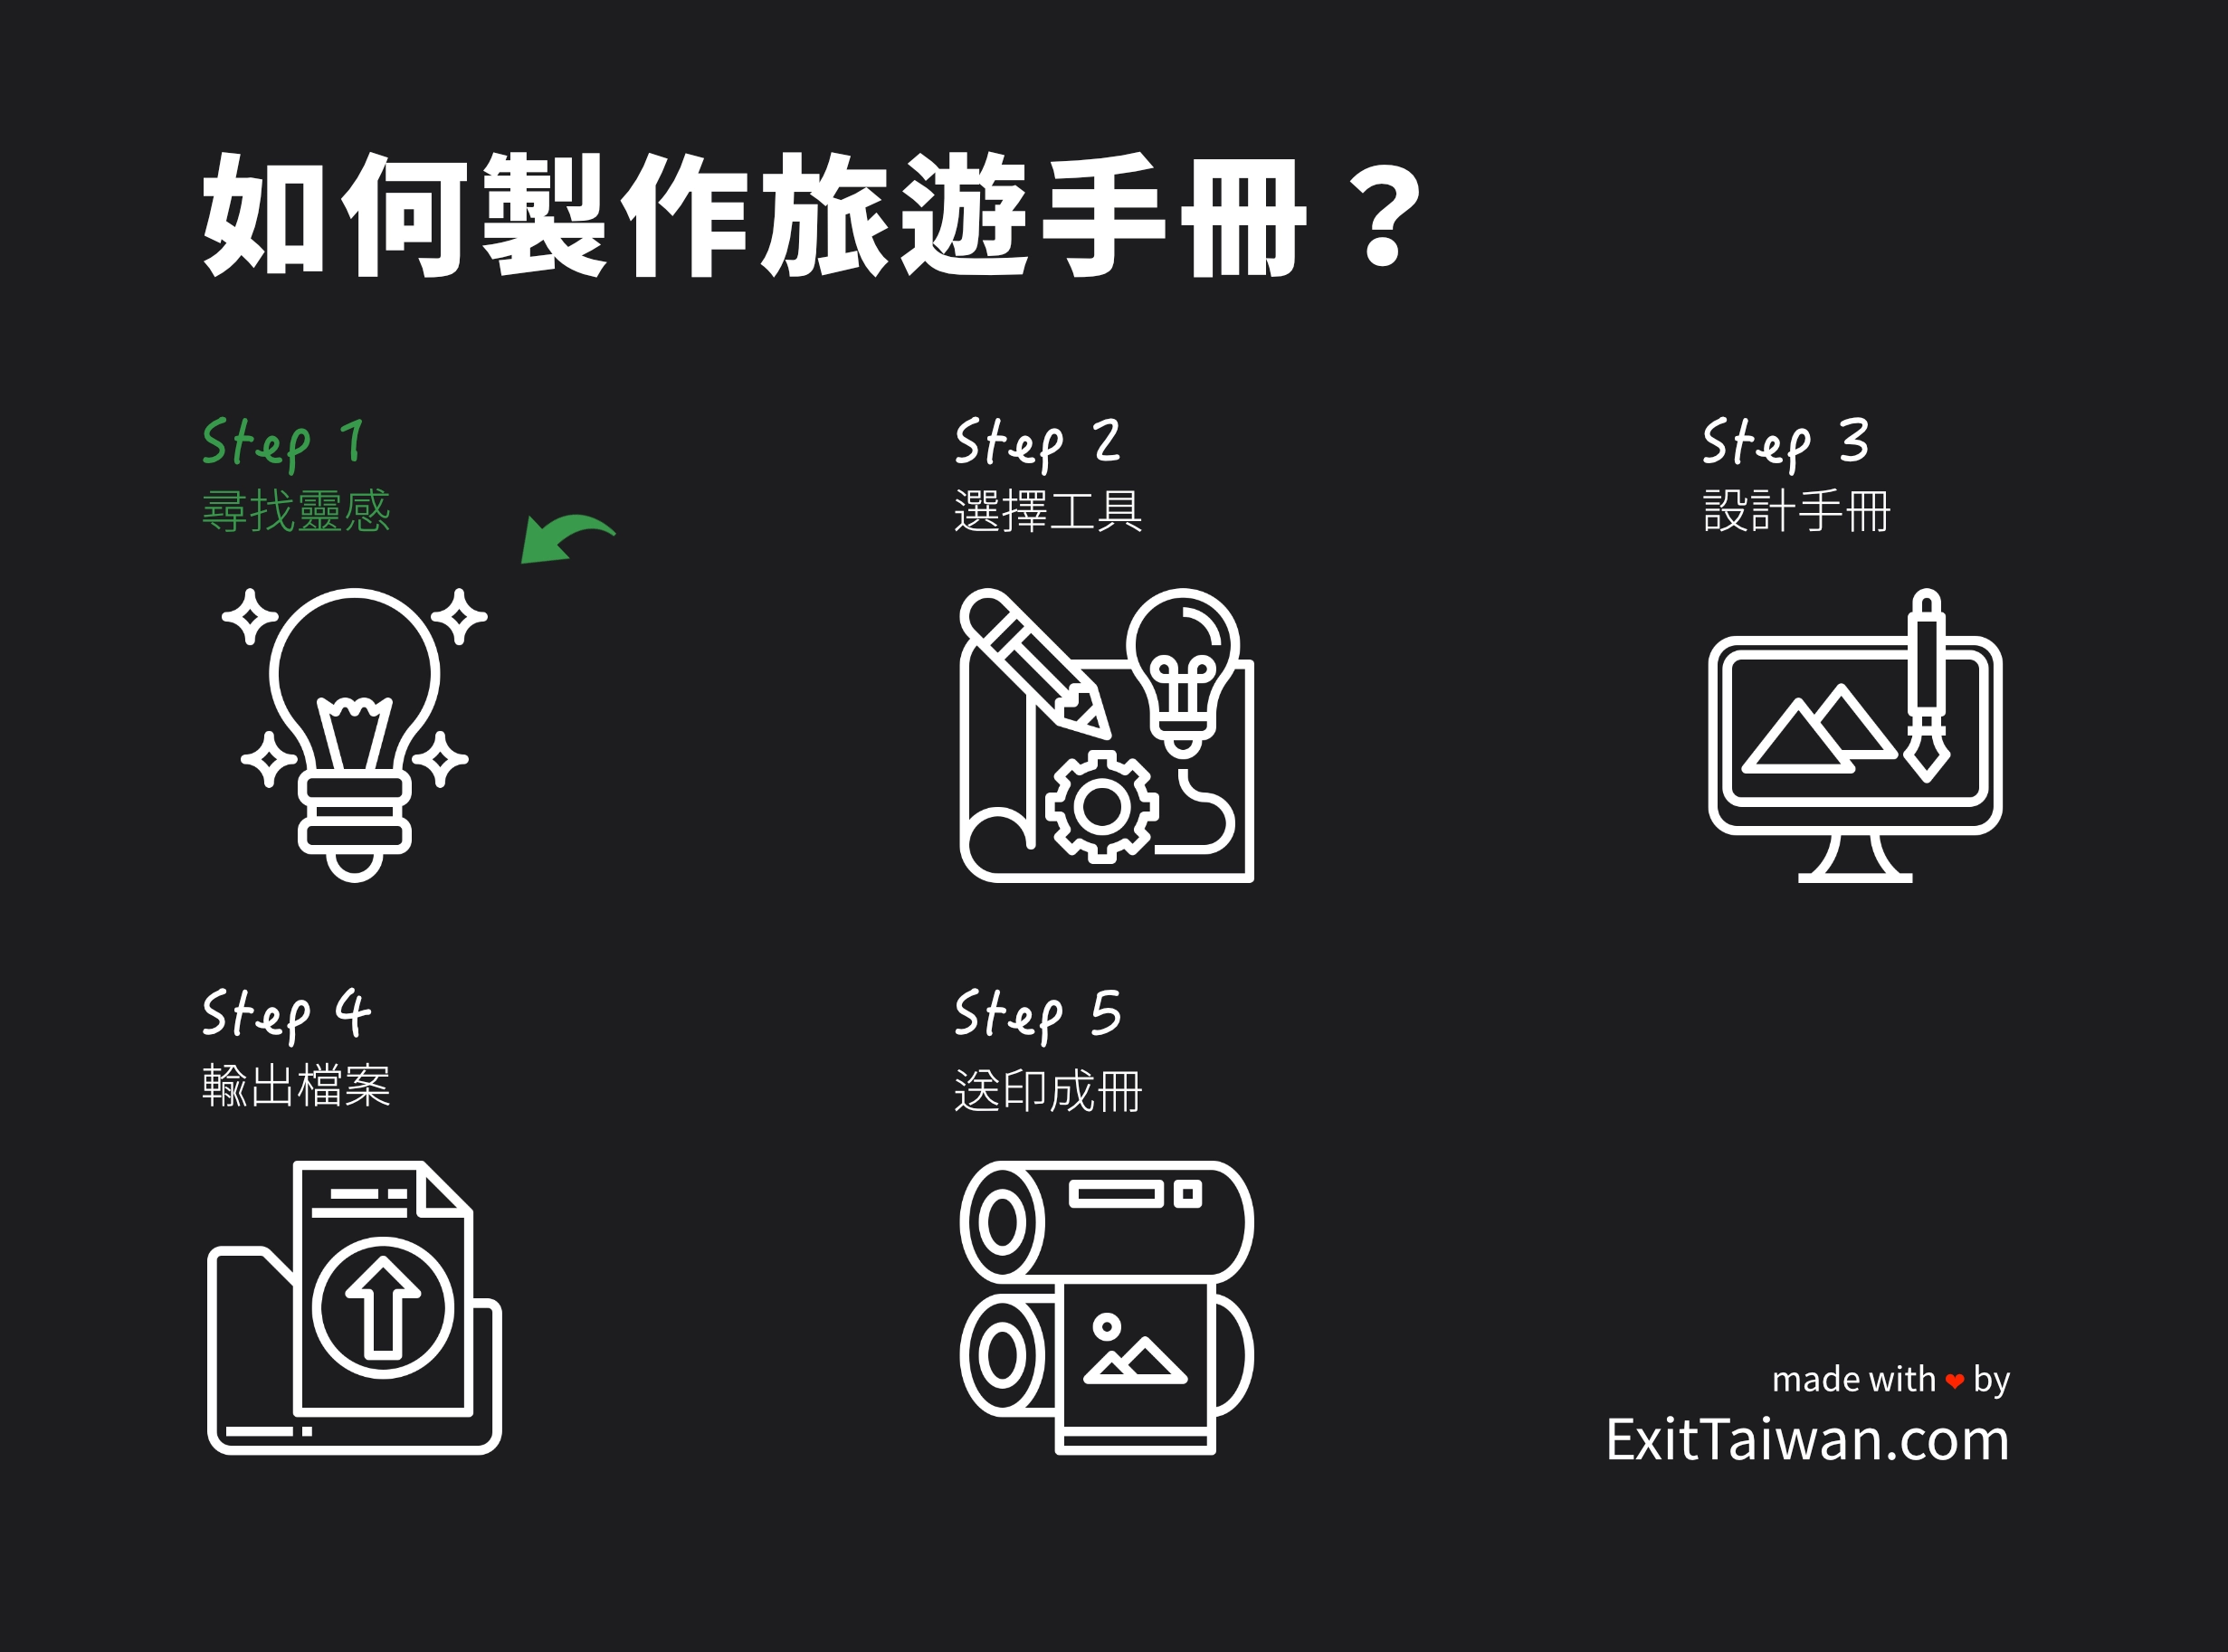 如何製作旅遊手冊？
Step 1
尋找靈感
Step 2
選擇工具
Step 3
設計手冊
Step 4
輸出檔案
Step 5
送印成冊
made with ❤ by
ExitTaiwan.com